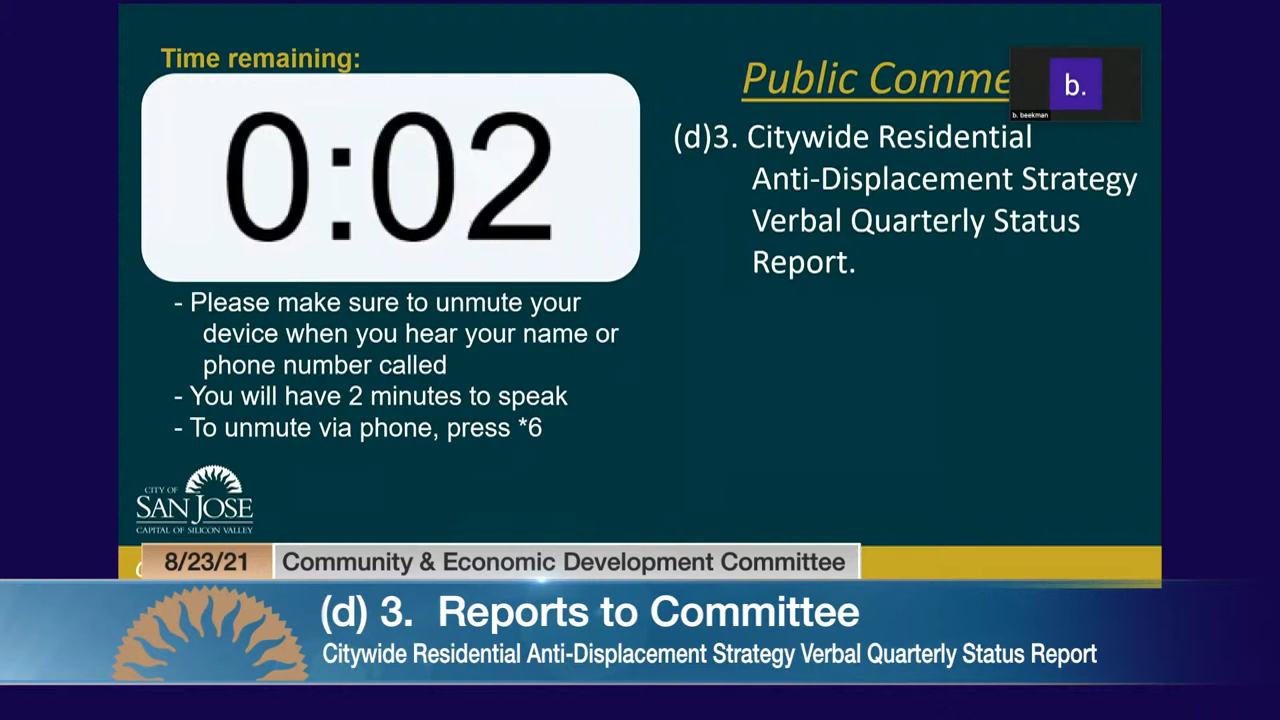 Time remaining:
0:02
- Please make sure to unmute your
device when you hear your name or
phone number called
- You will have 2 minutes to speak
- To unmute via phone, press *6
Public Comme
b.
b. beekman
(d)3. Citywide Residential
Anti-Displacement Strategy
Verbal Quarterly Status
Report.
CITY OF
SAN JOSE
CAPITAL OF SILICON VALLEY
8/23/21 Community & Economic Development Committee
(d) 3. Reports to Committee
Citywide Residential Anti-Displacement Strategy Verbal Quarterly Status Report